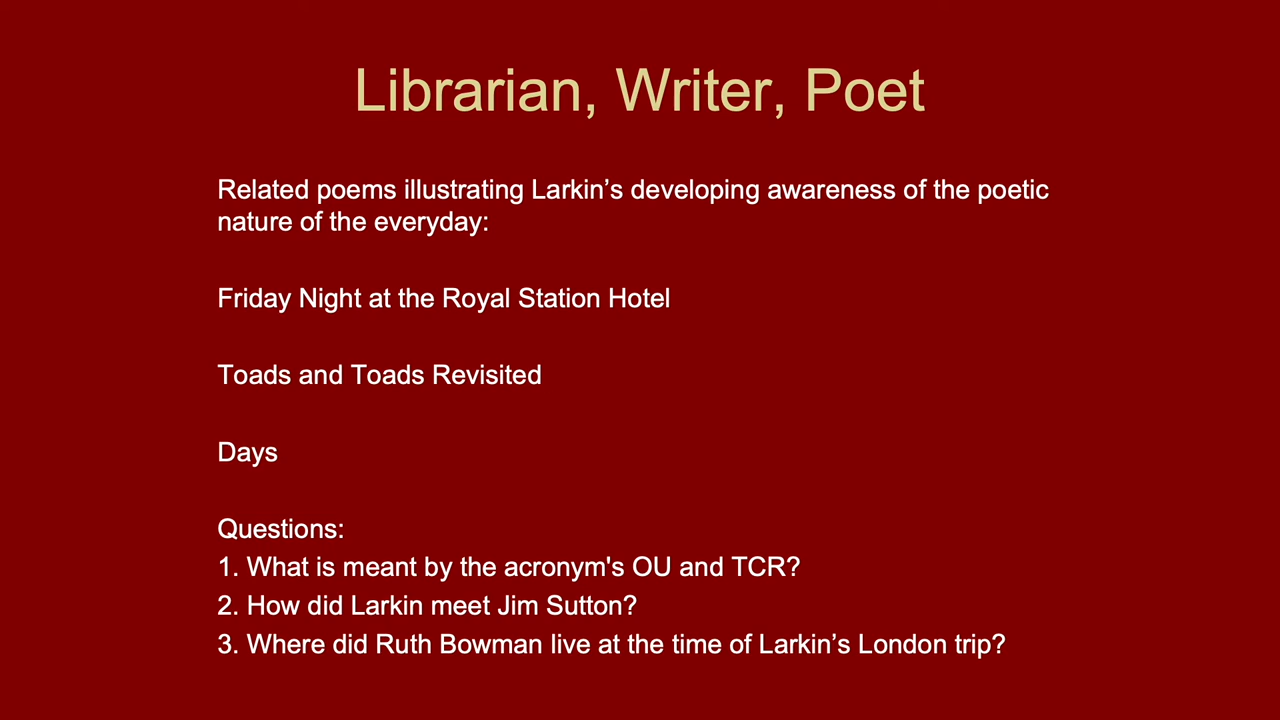 Librarian, Writer, Poet
Related poems illustrating Larkin’s developing awareness of the poetic
nature of the everyday:
Friday Night at the Royal Station Hotel
Toads and Toads Revisited
Days
Questions:
1. What is meant by the acronym's OU and TCR?
2. How did Larkin meet Jim Sutton?
3. Where did Ruth Bowman live at the time of Larkin’s London trip?